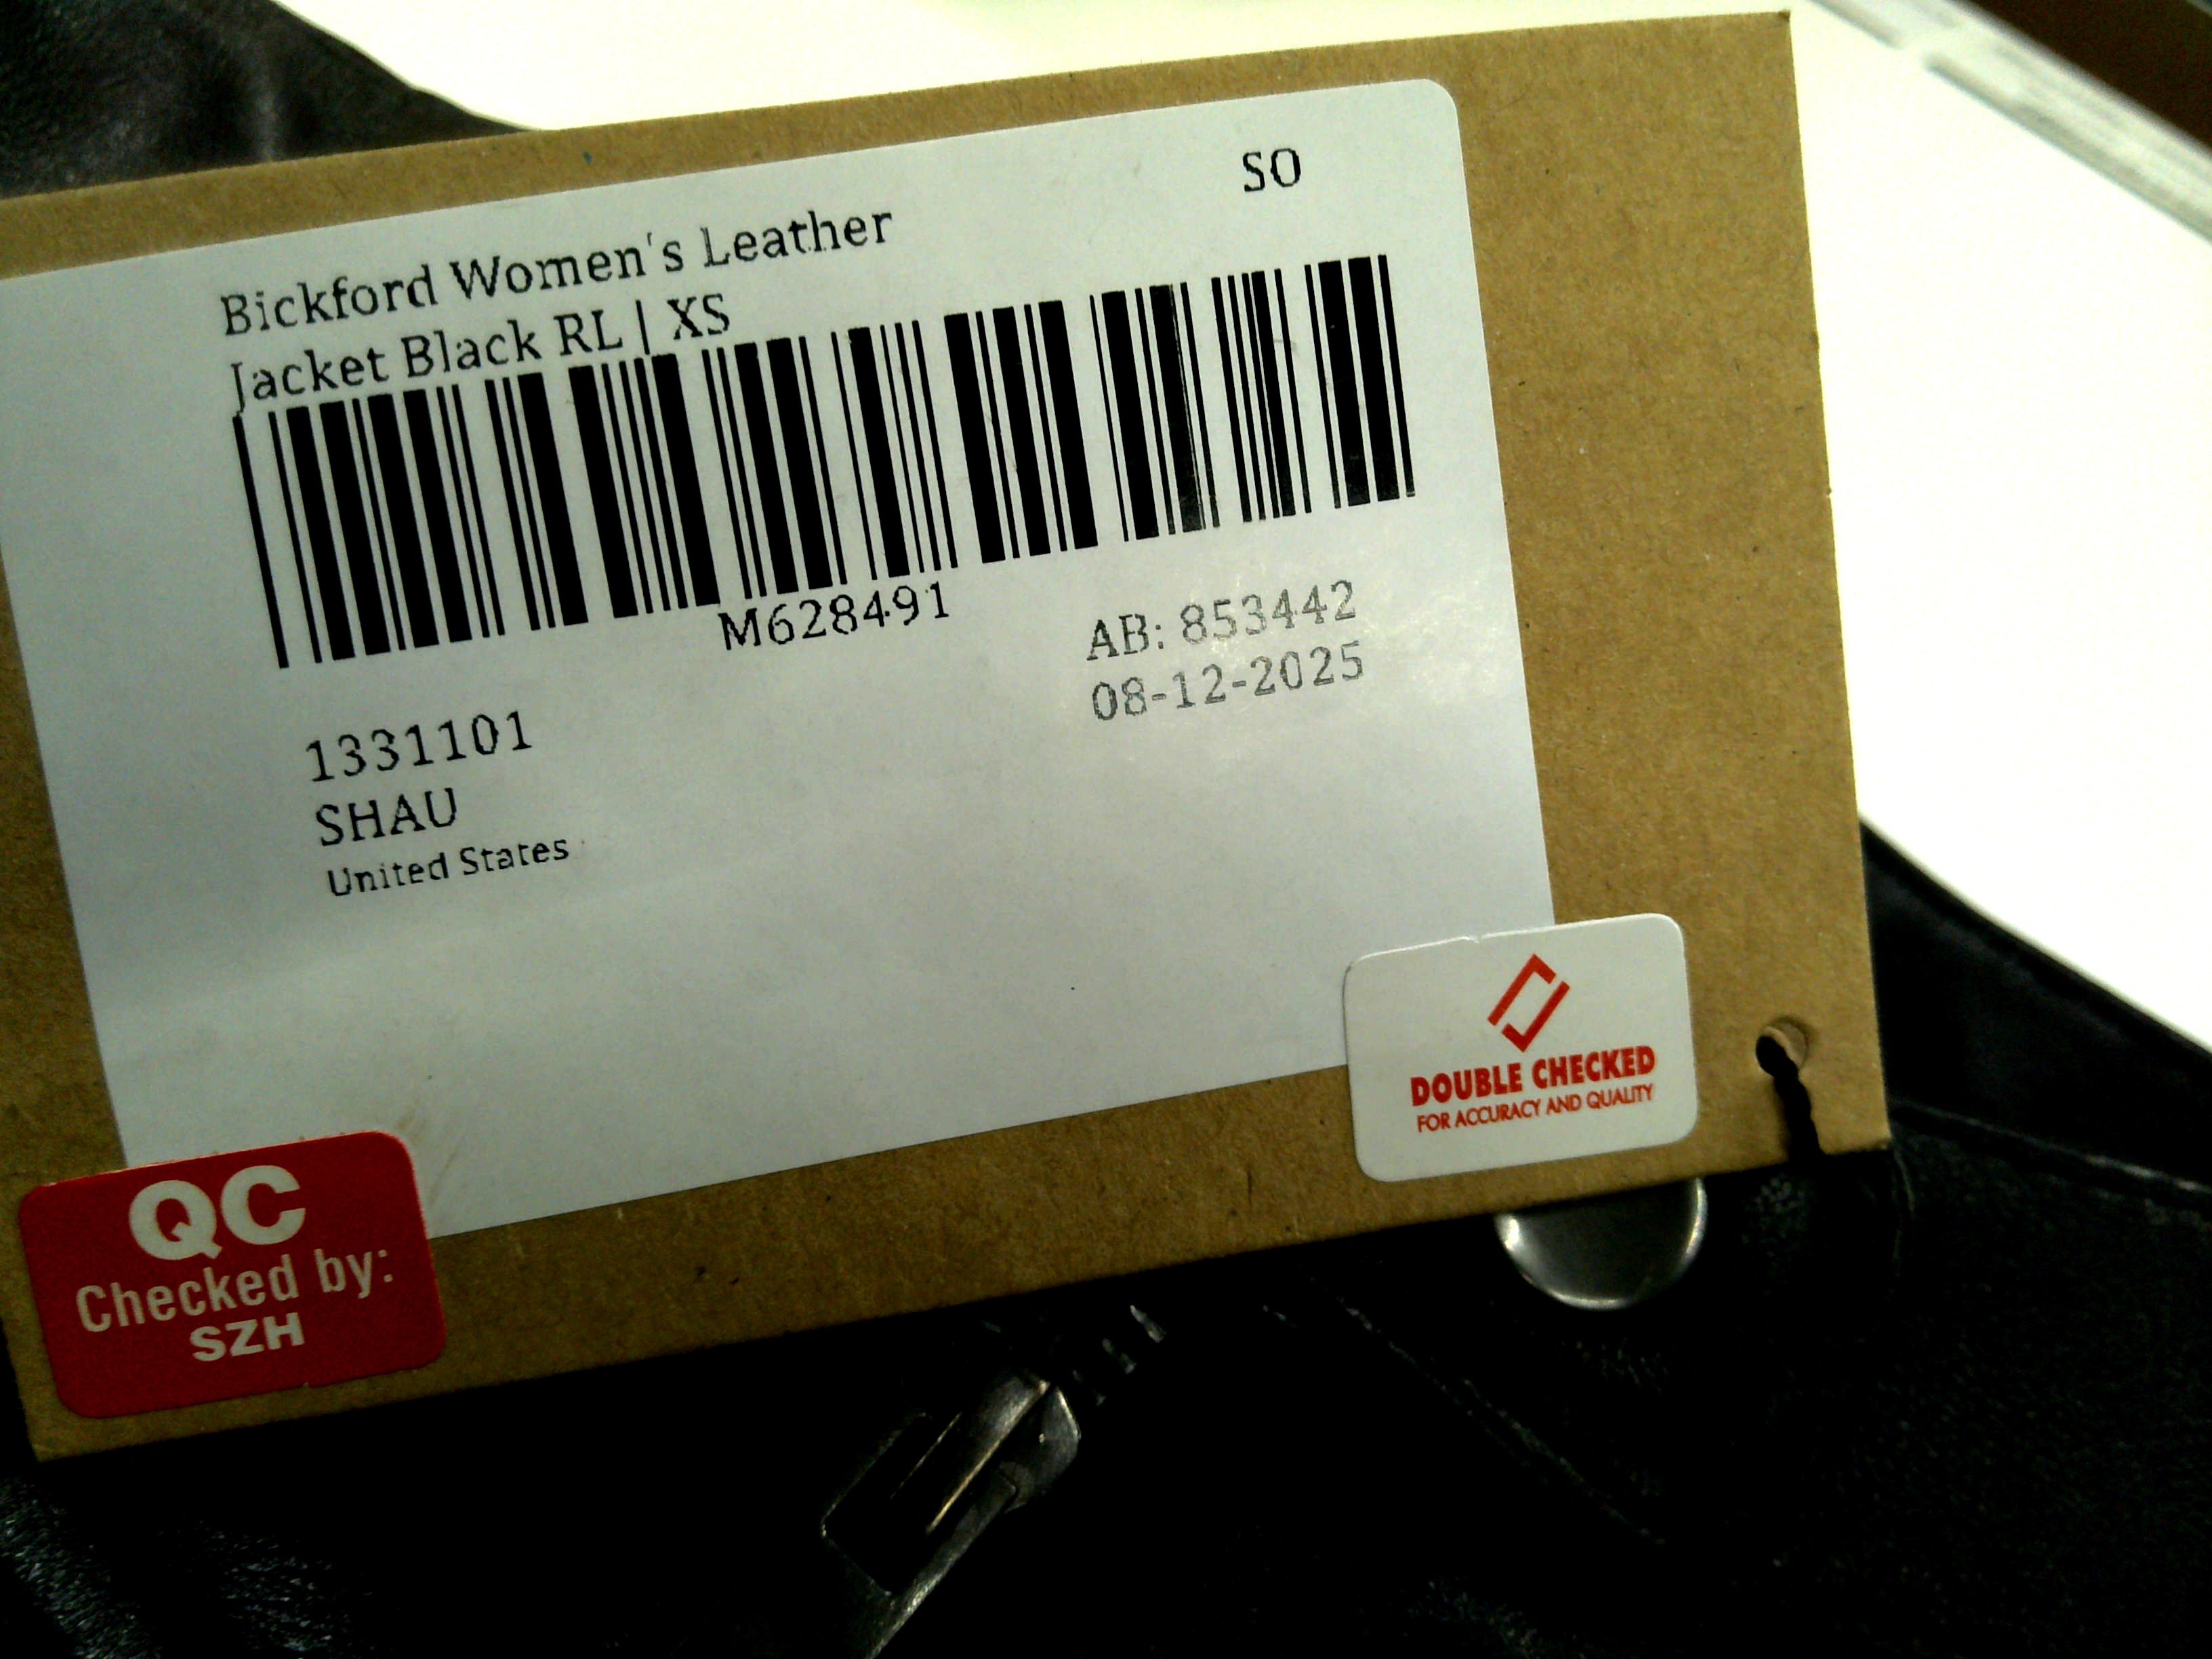 SO
Bickford Women's Leather
Jacket Black RL | XS
M628491
AB: 853442
08-12-2025
1331101
SHAU
United States
DOUBLE CHECKED
FOR ACCURACY AND QUALITY
QC
Checked by:
SZH